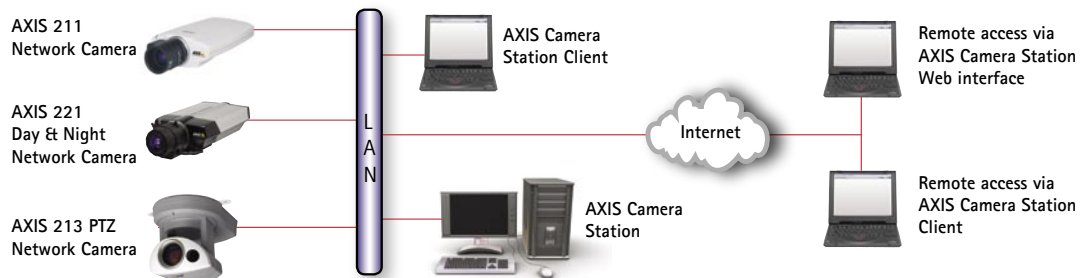 AXIS 211
Network Camera
AXIS 221
Day & Night
Network Camera
AXIS 213 PTZ
Network Camera
LAN
AXIS Camera
Station Client
AXIS Camera
Station
Internet
Remote access via
AXIS Camera Station
Web interface
Remote access via
AXIS Camera Station
Client